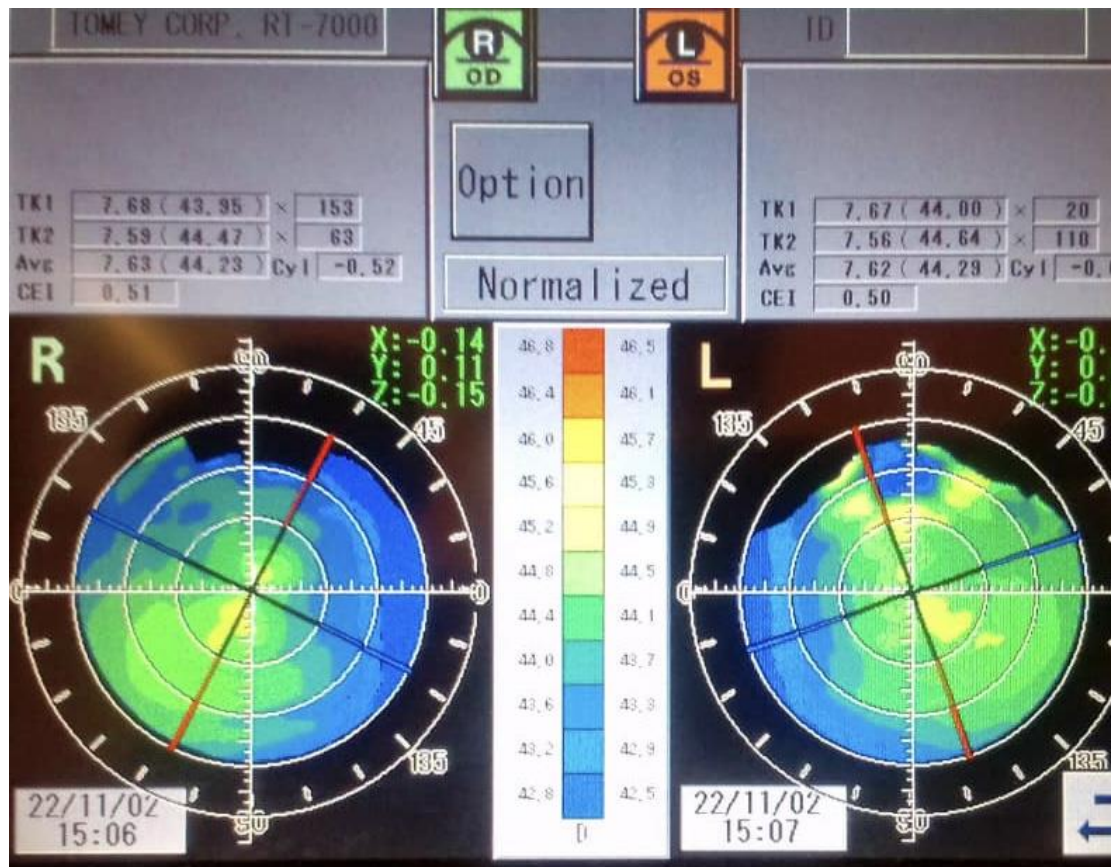 TOMEY CORP. RT-7000
R
OD
L
OS
ID
Option
Normalized
TK1 7.68 ( 43.95 ) × 153
TK2 7.59 ( 44.47 ) × 63
Avg 7.63 ( 44.23 ) Cyl -0.52
CEI 0.51
TK1 7.67 ( 44.00 ) × 20
TK2 7.56 ( 44.64 ) × 110
Avg 7.62 ( 44.29 ) Cyl -0.
CEI 0.50
R
X:-0.14
Y: 0.11
Z:-0.15
90
135
45
0
0
135
90
22/11/02
15:06
46.8 46.5
46.4 46.1
46.0 45.7
45.6 45.3
45.2 44.9
44.8 44.5
44.4 44.1
44.0 43.7
43.6 43.3
43.2 42.9
42.8 42.5
D
L
X:-0.
Y: 0.
Z:-0.
90
135
45
0
135
90
22/11/02
15:07